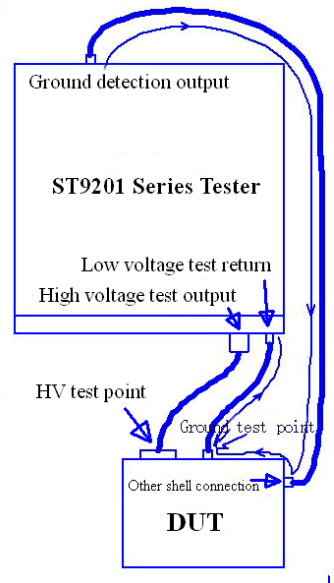 Ground detection output
ST9201 Series Tester
Low voltage test return
High voltage test output
HV test point
Ground test point
Other shell connection
DUT